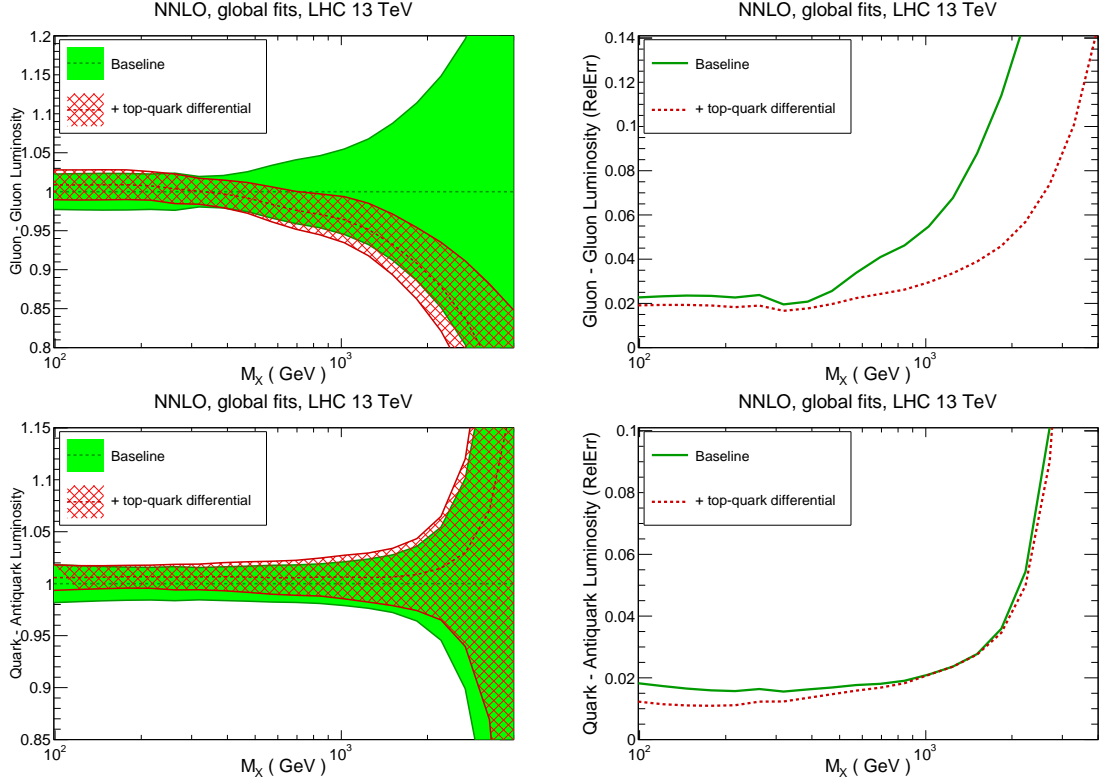 NNLO, global fits, LHC 13 TeV
Gluon - Gluon Luminosity
1.2
1.15
1.1
1.05
1
0.95
0.9
0.85
0.8
Baseline
+ top-quark differential
10² 10³
M_X ( GeV )
NNLO, global fits, LHC 13 TeV
Gluon - Gluon Luminosity (RelErr)
0.14
0.12
0.1
0.08
0.06
0.04
0.02
0
Baseline
+ top-quark differential
10² 10³
M_X ( GeV )
NNLO, global fits, LHC 13 TeV
Quark - Antiquark Luminosity
1.15
1.1
1.05
1
0.95
0.9
0.85
Baseline
+ top-quark differential
10² 10³
M_X ( GeV )
NNLO, global fits, LHC 13 TeV
Quark - Antiquark Luminosity (RelErr)
0.1
0.08
0.06
0.04
0.02
0
Baseline
+ top-quark differential
10² 10³
M_X ( GeV )